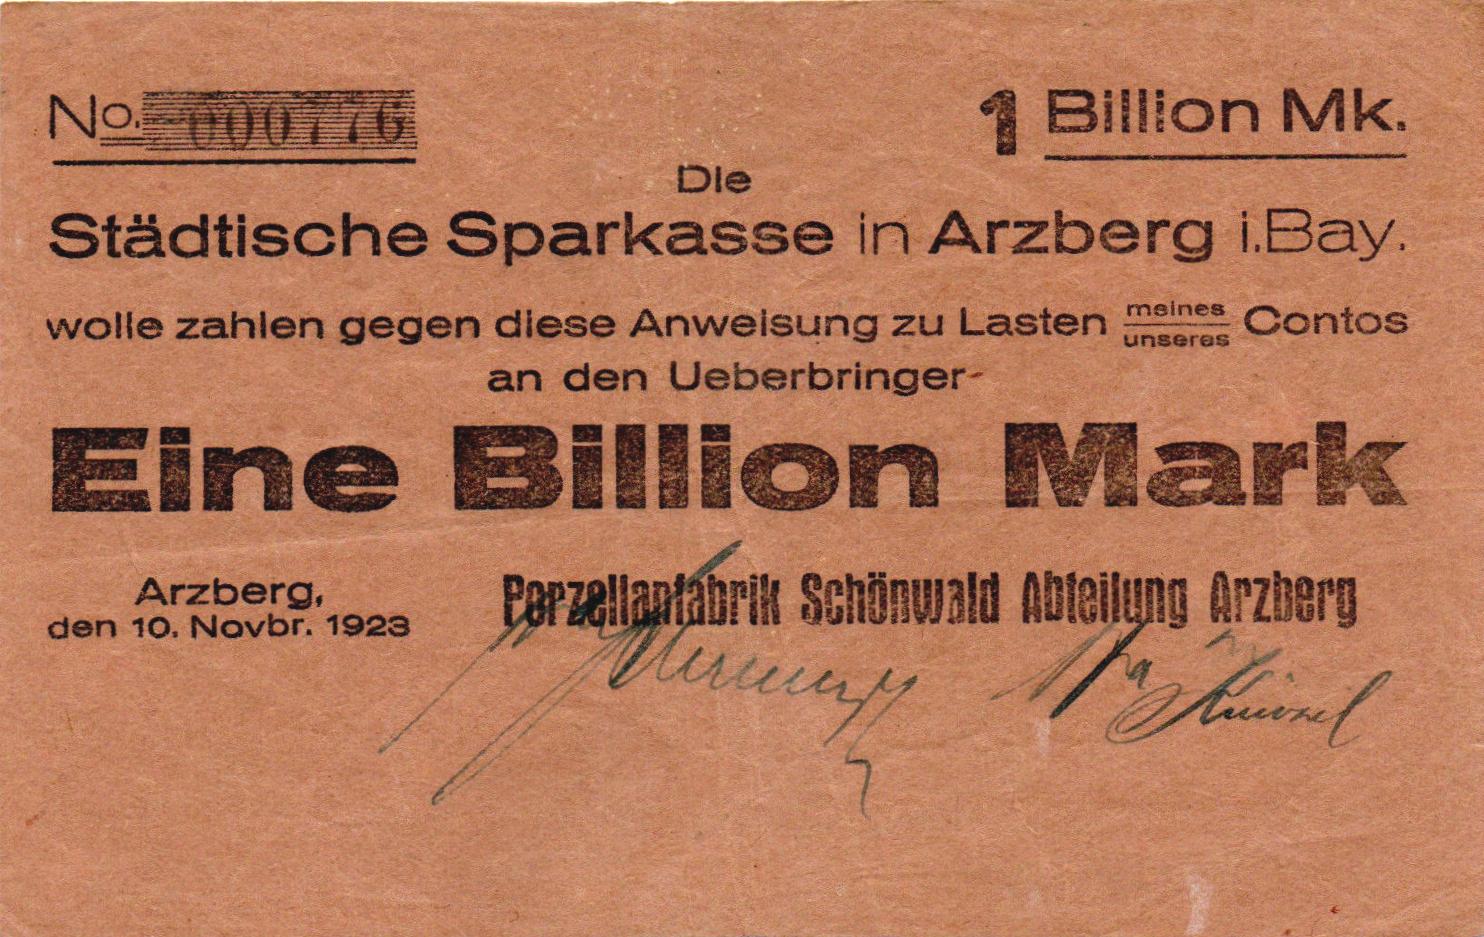 No. 000776
1 Billion Mk.
Die
Städtische Sparkasse in Arzberg i.Bay.
wolle zahlen gegen diese Anweisung zu Lasten meines Contos
unseres
an den Ueberbringer
Eine Billion Mark
Arzberg,
den 10. Novbr. 1923
Porzellanfabrik Schönwald Abteilung Arzberg